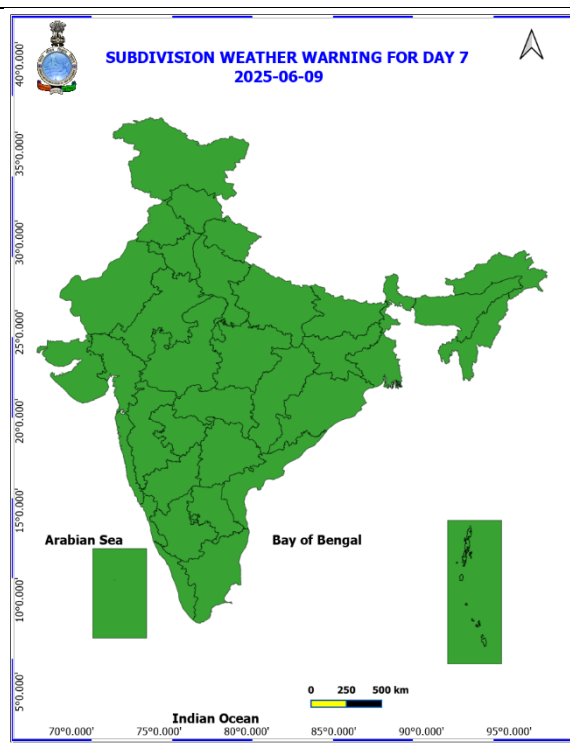 SUBDIVISION WEATHER WARNING FOR DAY 7
2025-06-09
40°0.000'
35°0.000'
30°0.000'
25°0.000'
20°0.000'
15°0.000'
10°0.000'
5°0.000'
Arabian Sea
Bay of Bengal
0 250 500 km
Indian Ocean
70°0.000' 75°0.000' 80°0.000' 85°0.000' 90°0.000' 95°0.000'